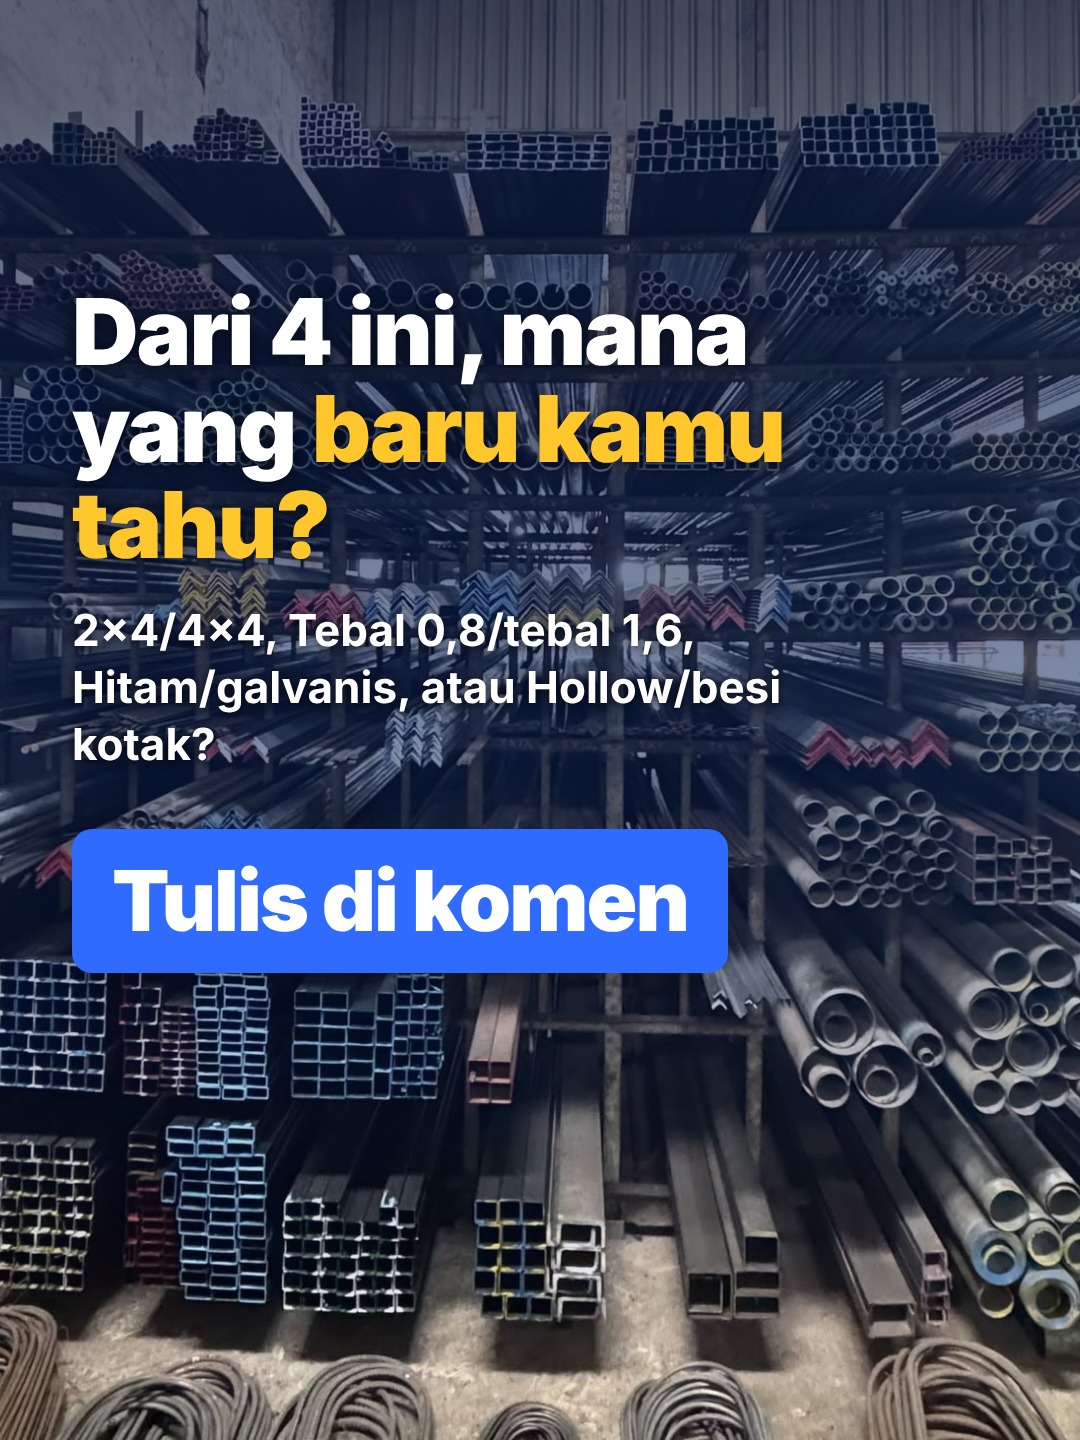 Dari 4 ini, mana
yang baru kamu
tahu?
2×4/4×4, Tebal 0,8/tebal 1,6,
Hitam/galvanis, atau Hollow/besi
kotak?
Tulis di komen